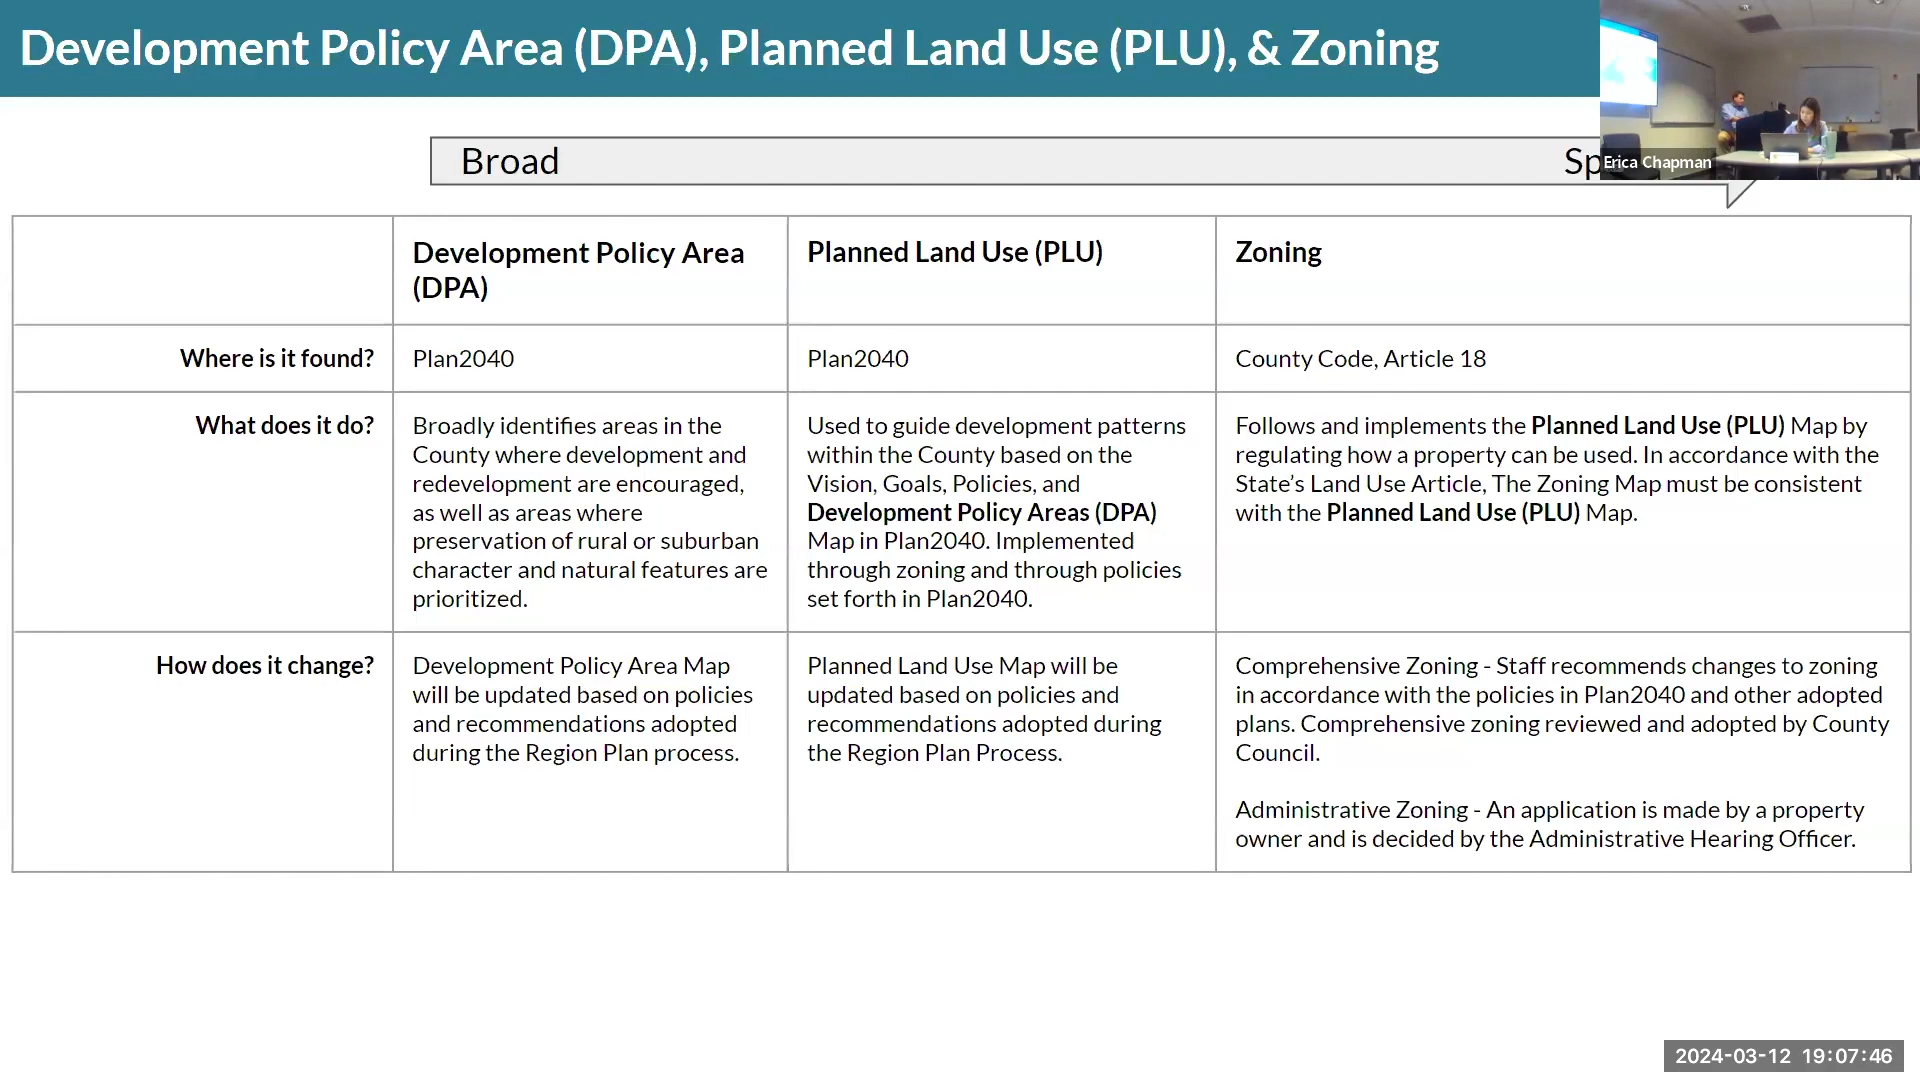 Development Policy Area (DPA), Planned Land Use (PLU), & Zoning
Broad
Erica Chapman
Development Policy Area
(DPA)
Planned Land Use (PLU)
Zoning
Where is it found?
Plan2040
Plan2040
County Code, Article 18
What does it do?
Broadly identifies areas in the
County where development and
redevelopment are encouraged,
as well as areas where
preservation of rural or suburban
character and natural features are
prioritized.
Used to guide development patterns
within the County based on the
Vision, Goals, Policies, and
Development Policy Areas (DPA)
Map in Plan2040. Implemented
through zoning and through policies
set forth in Plan2040.
Follows and implements the Planned Land Use (PLU) Map by
regulating how a property can be used. In accordance with the
State’s Land Use Article, The Zoning Map must be consistent
with the Planned Land Use (PLU) Map.
How does it change?
Development Policy Area Map
will be updated based on policies
and recommendations adopted
during the Region Plan process.
Planned Land Use Map will be
updated based on policies and
recommendations adopted during
the Region Plan Process.
Comprehensive Zoning - Staff recommends changes to zoning
in accordance with the policies in Plan2040 and other adopted
plans. Comprehensive zoning reviewed and adopted by County
Council.
Administrative Zoning - An application is made by a property
owner and is decided by the Administrative Hearing Officer.
2024-03-12 19:07:46